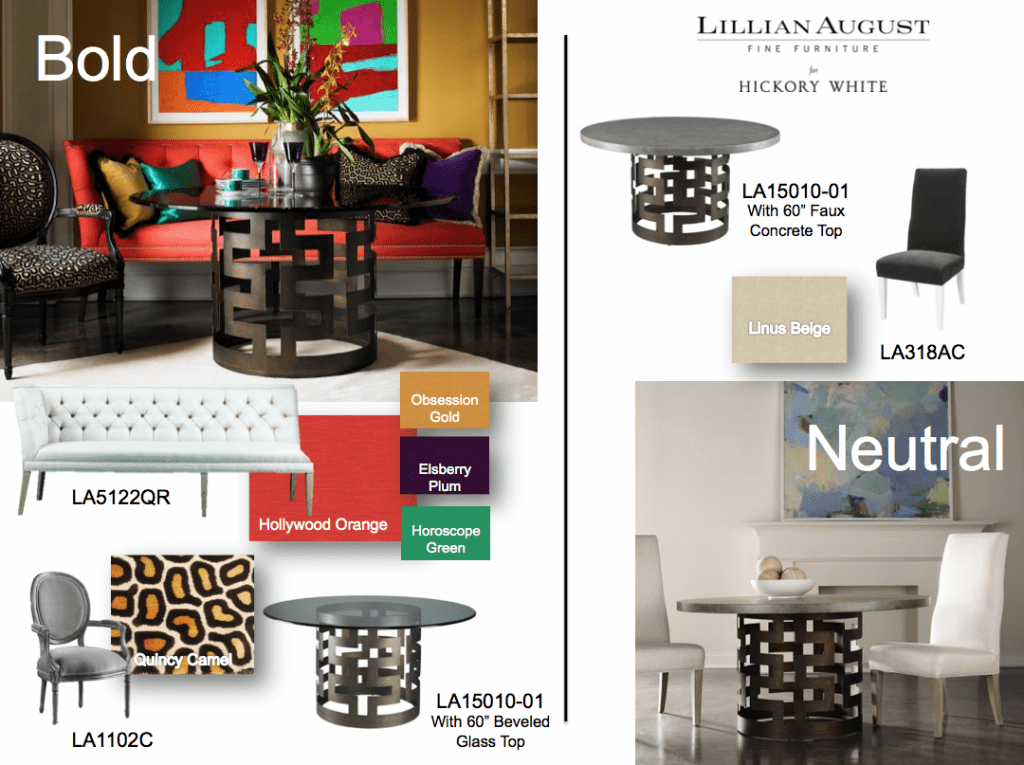 Bold
Obsession
Gold
Elsberry
Plum
Horoscope
Green
LA5122QR
Hollywood Orange
Quincy Camel
LA1102C
LA15010-01
With 60” Beveled
Glass Top
LILLIAN AUGUST
FINE FURNITURE
for
HICKORY WHITE
LA15010-01
With 60” Faux
Concrete Top
Linus Beige
LA318AC
Neutral